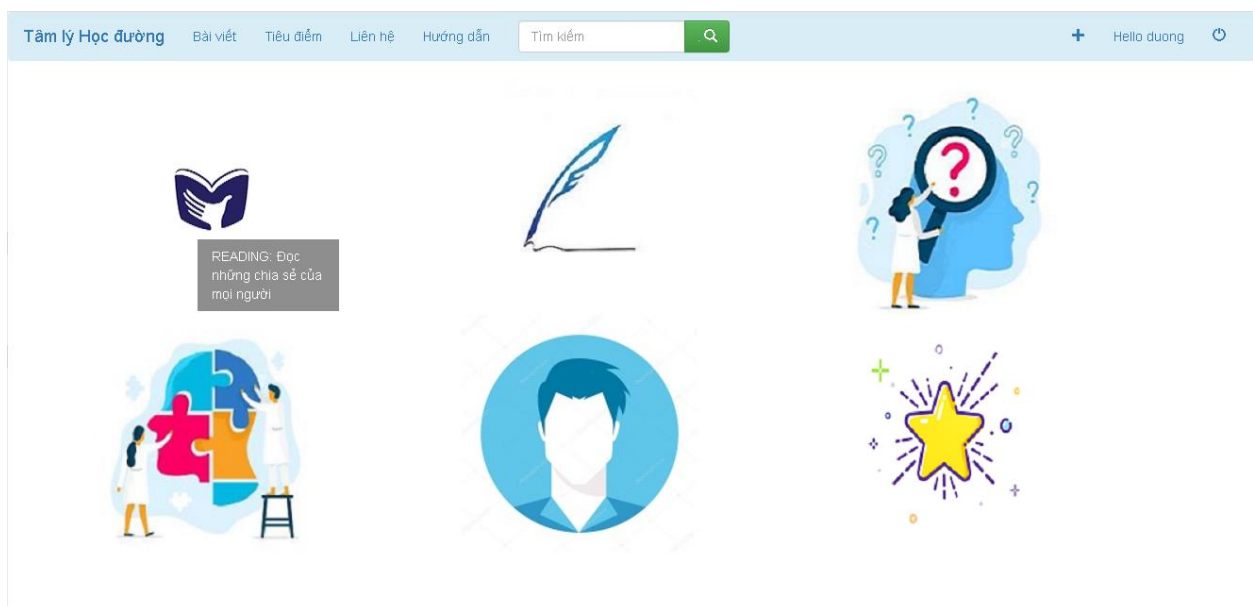 Tâm lý Học đường Bài viết Tiêu điểm Liên hệ Hướng dẫn Tìm kiếm + Hello duong
READING: Đọc
những chia sẻ của
mọi người